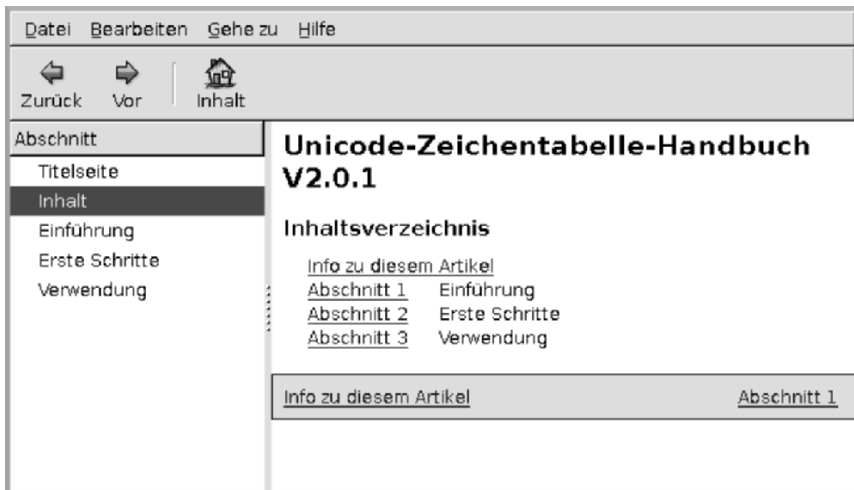 Datei Bearbeiten Gehe zu Hilfe
Zurück Vor Inhalt
Abschnitt
Titelseite
Inhalt
Einführung
Erste Schritte
Verwendung
Unicode-Zeichentabelle-Handbuch
V2.0.1
Inhaltsverzeichnis
Info zu diesem Artikel
Abschnitt 1 Einführung
Abschnitt 2 Erste Schritte
Abschnitt 3 Verwendung
Info zu diesem Artikel Abschnitt 1